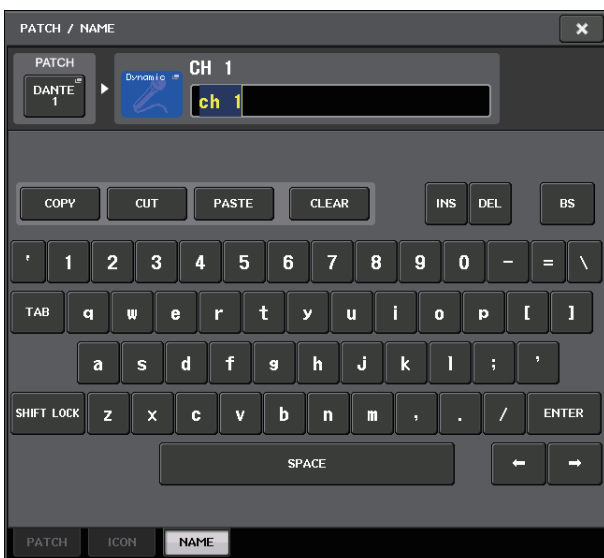 PATCH / NAME ×
PATCH
DANTE 1
Dynamic
CH 1
ch 1
COPY CUT PASTE CLEAR INS DEL BS
' 1 2 3 4 5 6 7 8 9 0 - = \
TAB q w e r t y u i o p [ ]
a s d f g h j k l ; '
SHIFT LOCK z x c v b n m , . / ENTER
SPACE ← →
PATCH ICON NAME